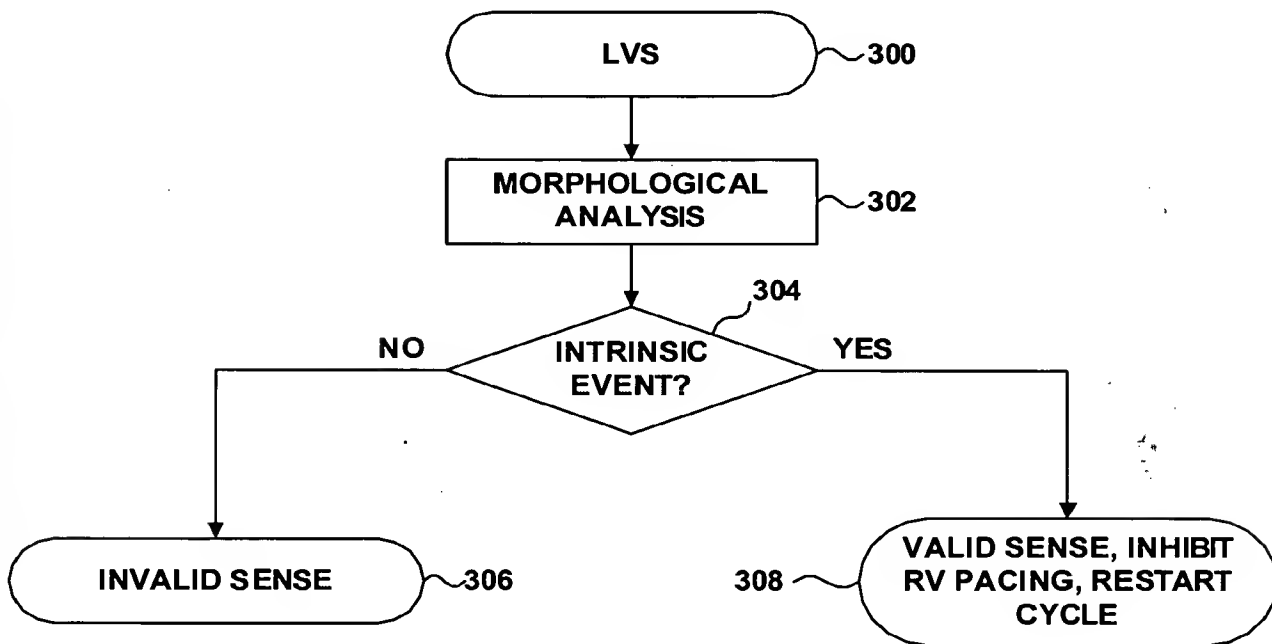 LVS
300
MORPHOLOGICAL
ANALYSIS
302
304
NO
INTRINSIC
EVENT?
YES
INVALID SENSE
306
308
VALID SENSE, INHIBIT
RV PACING, RESTART
CYCLE